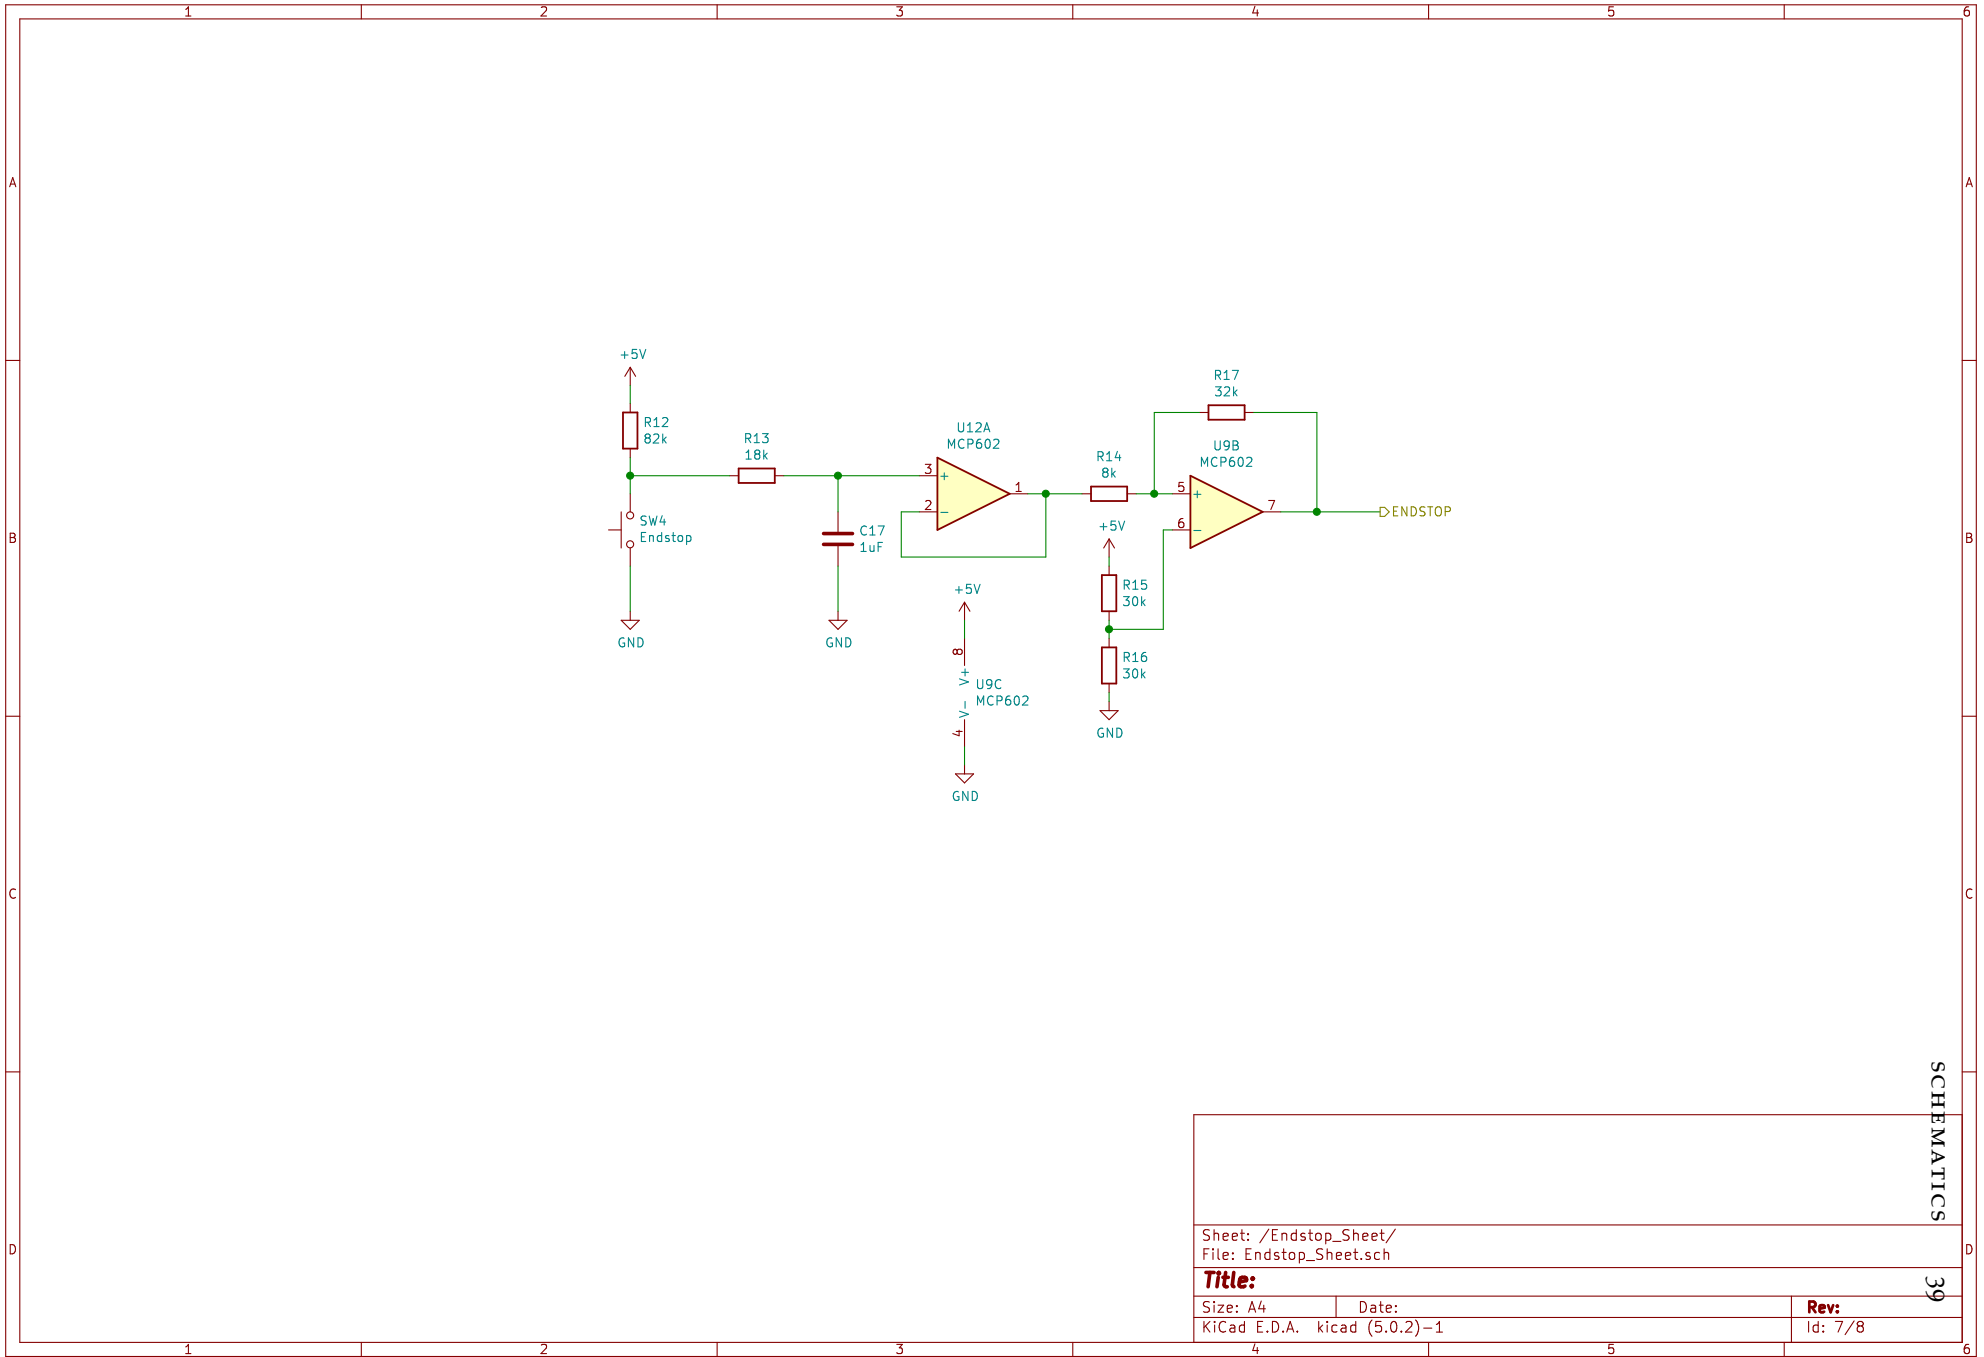 1 2 3 4 5 6
A A
+5V
R12
82k
R13
18k
U12A
MCP602
3
+
2
-
1
R14
8k
R17
32k
U9B
MCP602
5
+
6
-
7
ENDSTOP
SW4
Endstop
C17
1uF
GND
GND
+5V
8
V+
V-
4
U9C
MCP602
GND
+5V
R15
30k
R16
30k
GND
B B
C C
D D
SCHEMATICS
39
Sheet: /Endstop_Sheet/
File: Endstop_Sheet.sch
Title:
Size: A4 Date: Rev:
KiCad E.D.A. kicad (5.0.2)-1 Id: 7/8
1 2 3 4 5 6